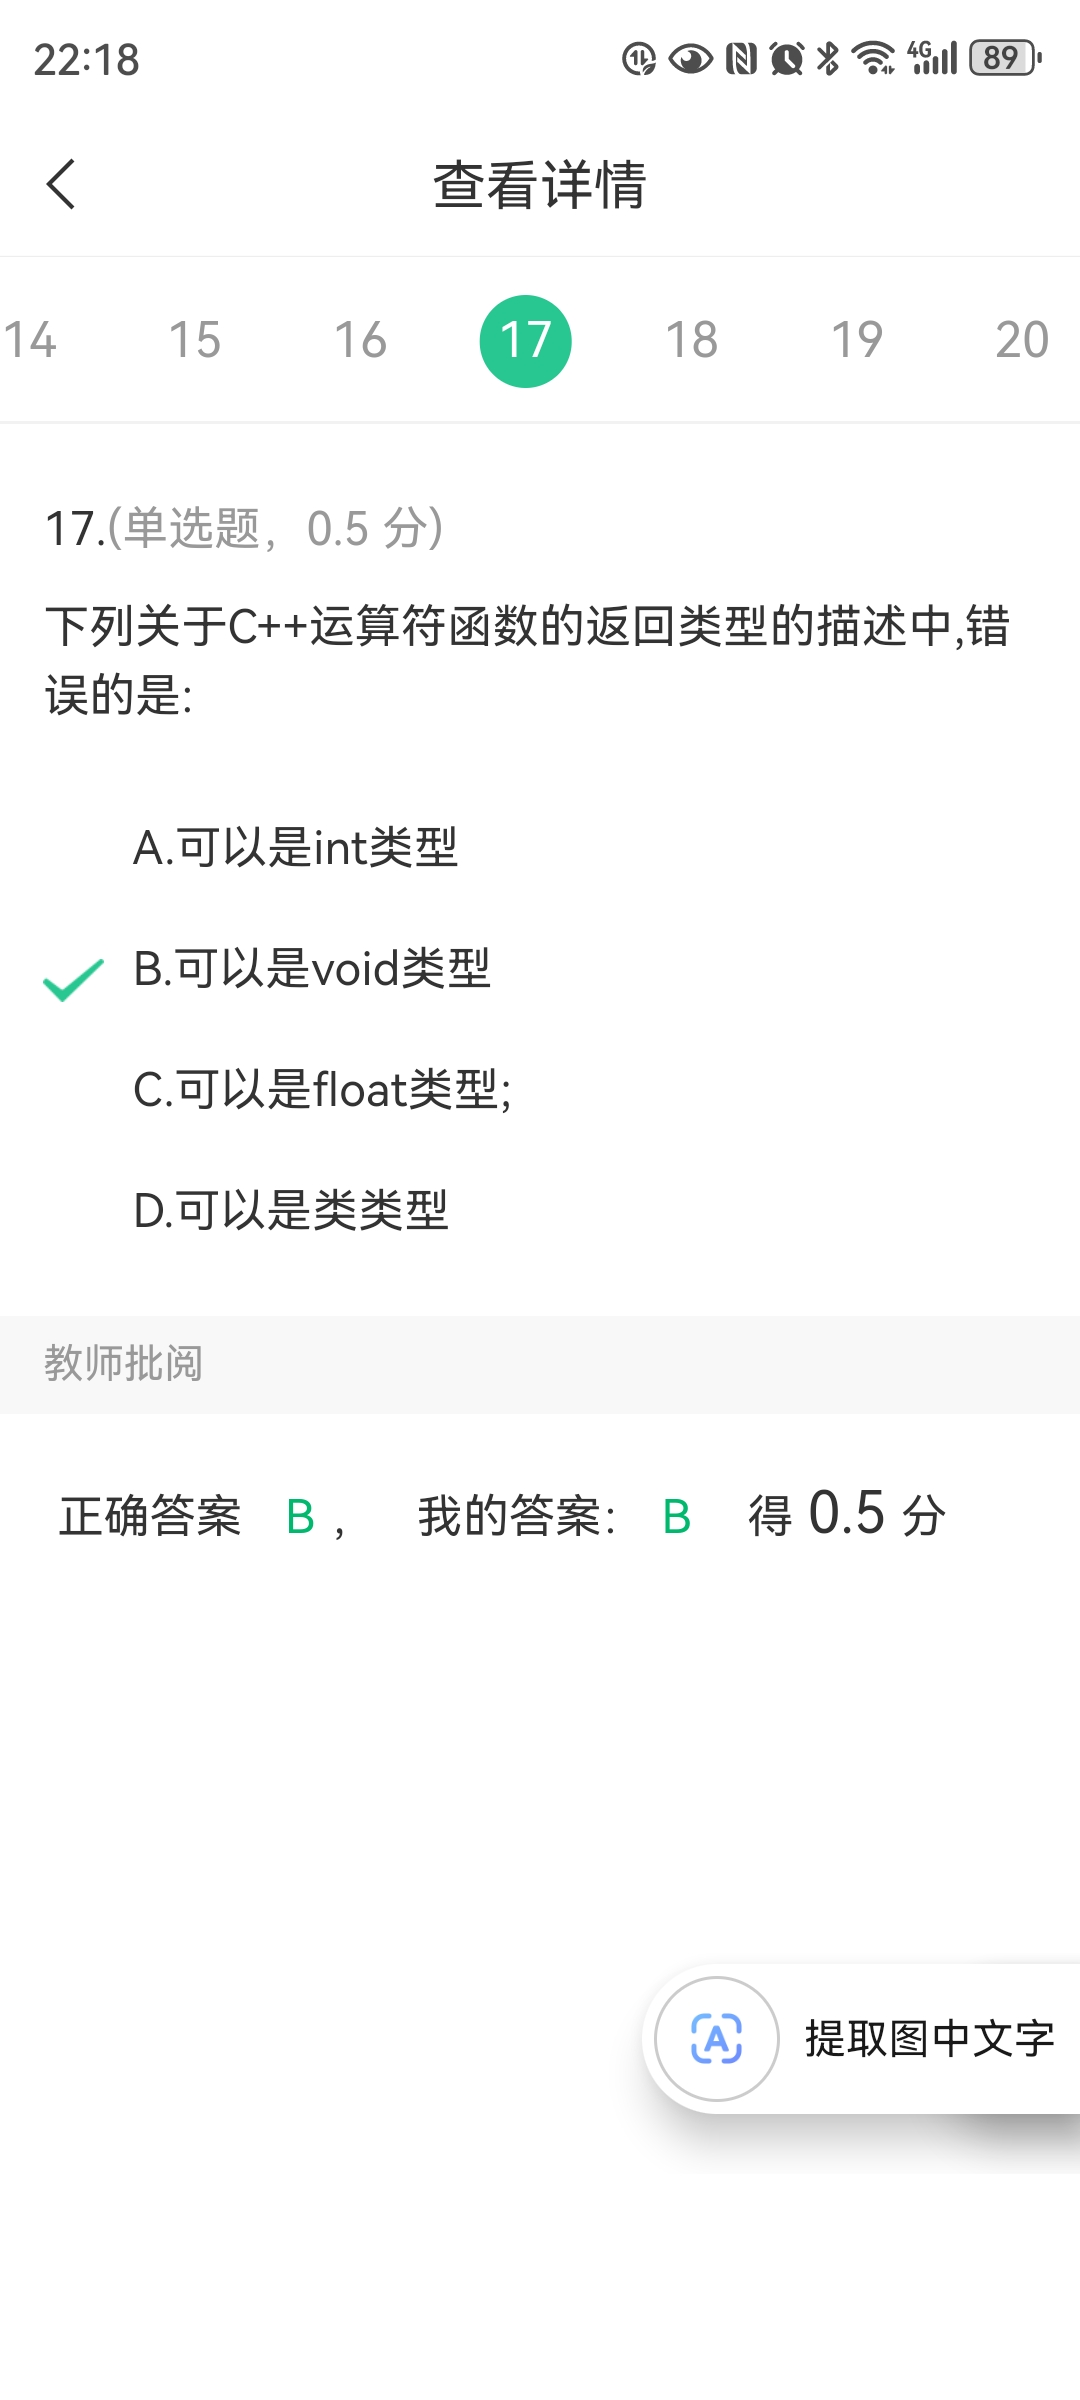 22:18
4G 89
查看详情
14 15 16 17 18 19 20
17.(单选题，0.5 分)
下列关于C++运算符函数的返回类型的描述中,错
误的是:
A.可以是int类型
B.可以是void类型
C.可以是float类型;
D.可以是类类型
教师批阅
正确答案 B ， 我的答案： B 得 0.5 分
A 提取图中文字